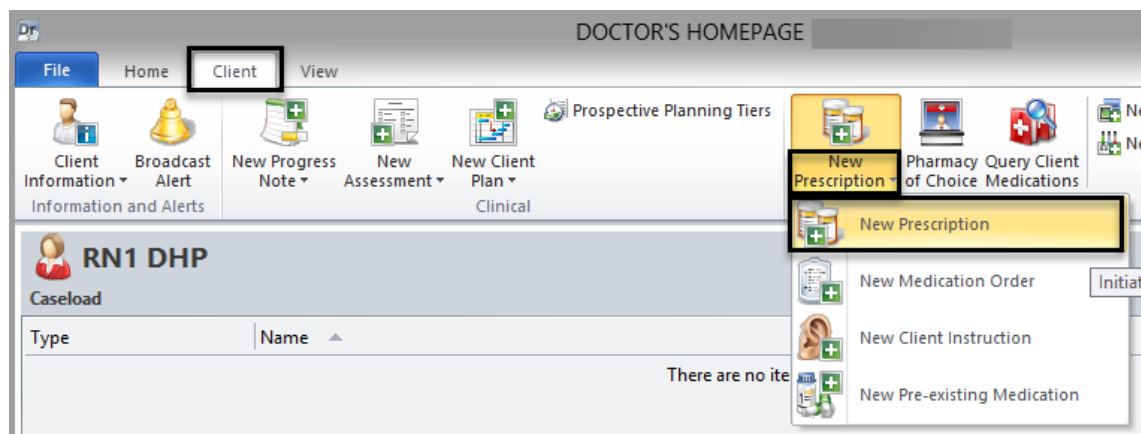 Dr
DOCTOR'S HOMEPAGE
File Home Client View
Client Information
Broadcast Alert
New Progress Note
New Assessment
New Client Plan
Prospective Planning Tiers
New Prescription
Pharmacy of Choice
Query Client Medications
Information and Alerts
Clinical
New Prescription
New Medication Order
New Client Instruction
New Pre-existing Medication
RN1 DHP
Caseload
Type Name
There are no